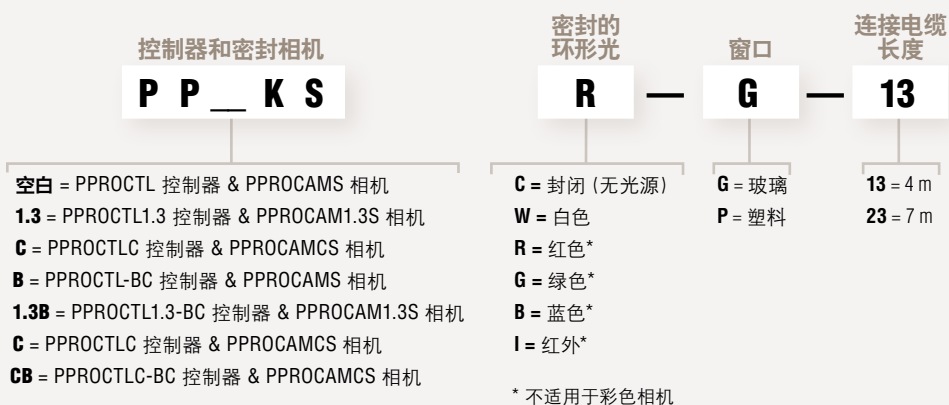 控制器和密封相机
P P __ K S
空白 = PPROCTL 控制器 & PPROCAMS 相机
1.3 = PPROCTL1.3 控制器 & PPROCAM1.3S 相机
C = PPROCTLC 控制器 & PPROCAMCS 相机
B = PPROCTL-BC 控制器 & PPROCAMS 相机
1.3B = PPROCTL1.3-BC 控制器 & PPROCAM1.3S 相机
C = PPROCTLC 控制器 & PPROCAMCS 相机
CB = PPROCTLC-BC 控制器 & PPROCAMCS 相机
密封的
环形光
R
C = 封闭 (无光源)
W = 白色
R = 红色*
G = 绿色*
B = 蓝色*
I = 红外*
* 不适用于彩色相机
—
窗口
G
G = 玻璃
P = 塑料
—
连接电缆
长度
13
13 = 4 m
23 = 7 m